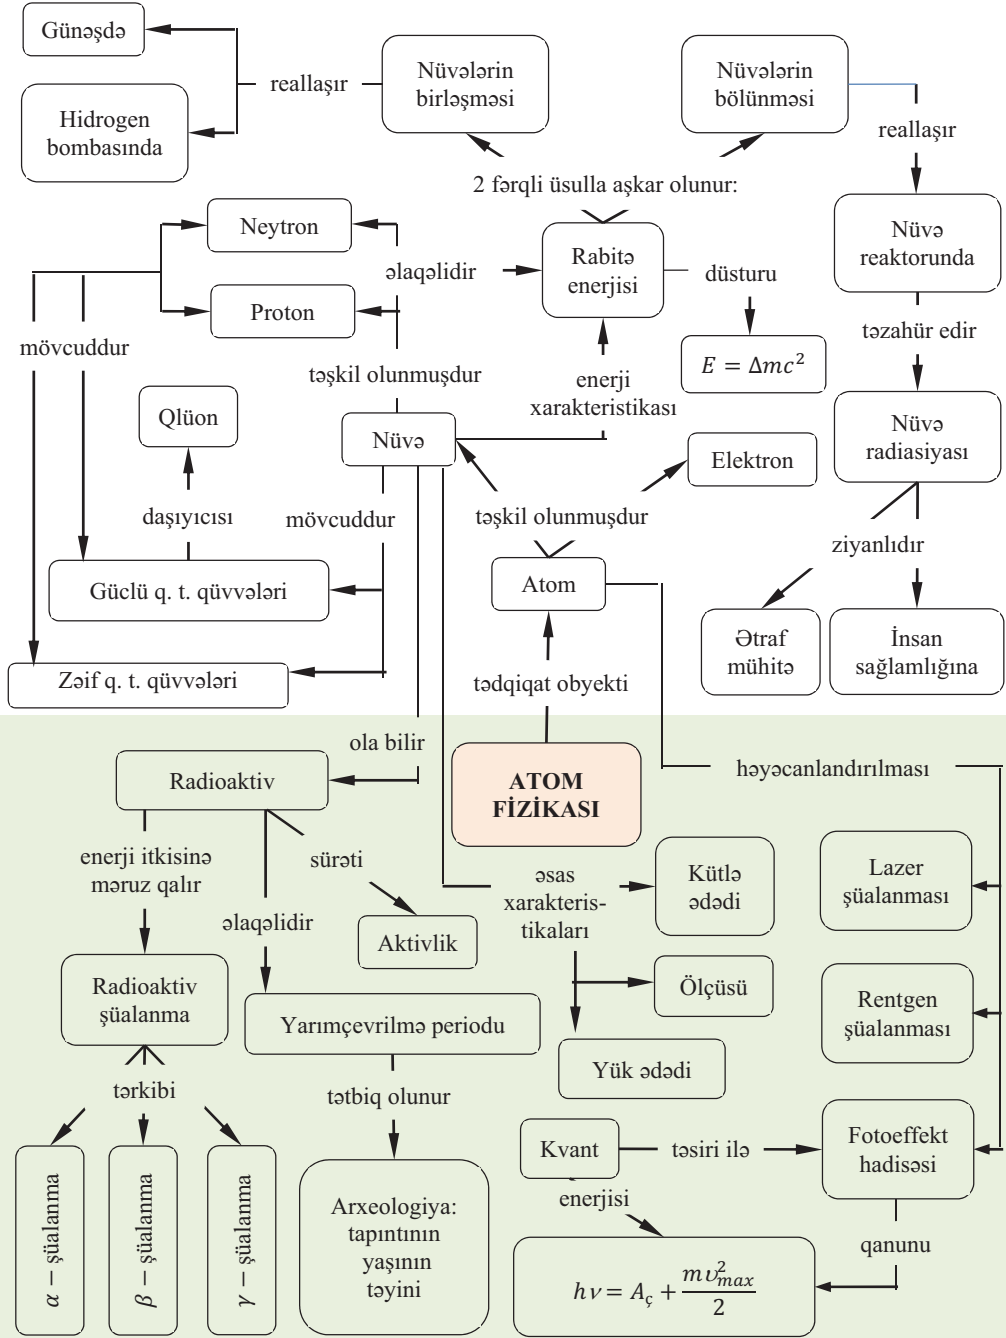 Günəşdə
reallaşır
Nüvələrin
birləşməsi
Nüvələrin
bölünməsi
Hidrogen
bombasında
reallaşır
2 fərqli üsulla aşkar olunur:
Neytron
Nüvə
reaktorunda
əlaqəlidir
Rabitə
enerjisi
düsturu
Proton
təzahür edir
mövcuddur
E = Δmc²
təşkil olunmuşdur
enerji
xarakteristikası
Qlüon
Nüvə
Nüvə
radiasiyası
Elektron
daşıyıcısı
mövcuddur
təşkil olunmuşdur
ziyanlıdır
Güclü q. t. qüvvələri
Atom
Ətraf
mühitə
İnsan
sağlamlığına
Zəif q. t. qüvvələri
tədqiqat obyekti
ola bilir
Radioaktiv
ATOM
FİZİKASI
həyəcanlandırılması
enerji itkisinə
məruz qalır
sürəti
əsas
xarakteris-
tikaları
Kütlə
ədədi
Lazer
şüalanması
əlaqəlidir
Aktivlik
Radioaktiv
şüalanma
Ölçüsü
Rentgen
şüalanması
Yarımçevrilmə periodu
Yük ədədi
tərkibi
tətbiq olunur
Kvant
təsiri ilə
Fotoeffekt
hadisəsi
enerjisi
α − şüalanma
β − şüalanma
γ − şüalanma
Arxeologiya:
tapıntının
yaşının
təyini
qanunu
hν = Aç + mυ²max/2